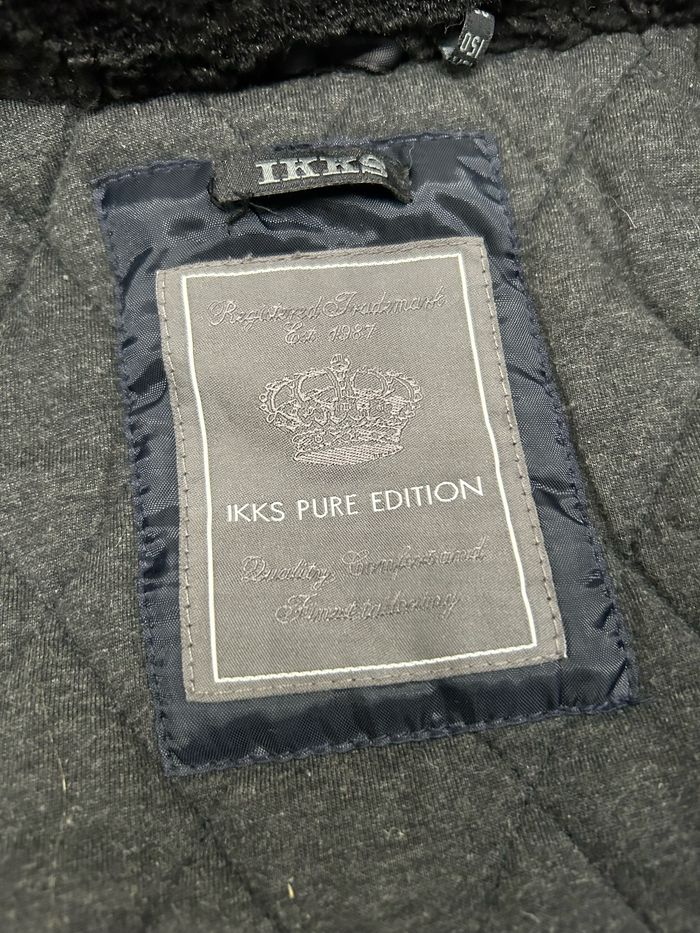 150
IKKS
Registered Trademark
Est. 1987
IKKS PURE EDITION
Quality, Comfort and
Finest tailoring